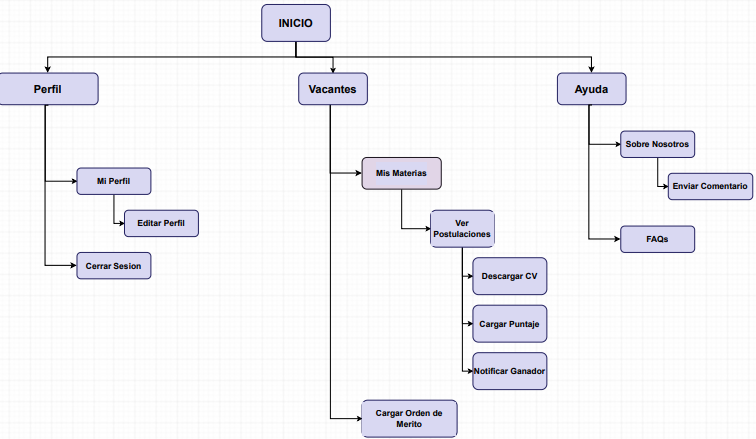 INICIO
Perfil
Vacantes
Ayuda
Mi Perfil
Editar Perfil
Cerrar Sesion
Mis Materias
Ver
Postulaciones
Descargar CV
Cargar Puntaje
Notificar Ganador
Cargar Orden de
Merito
Sobre Nosotros
Enviar Comentario
FAQs